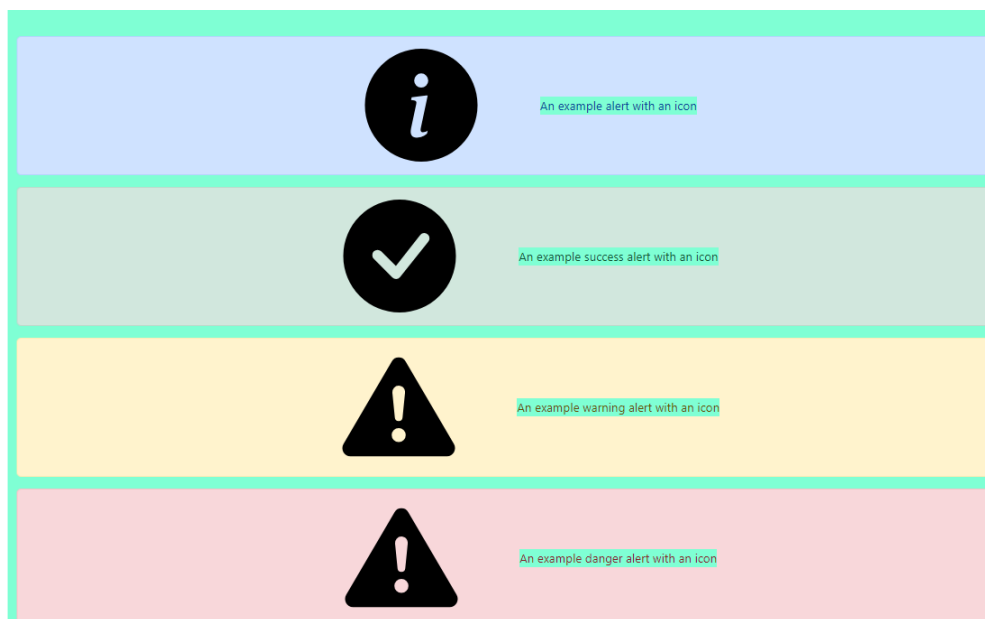 An example alert with an icon
An example success alert with an icon
An example warning alert with an icon
An example danger alert with an icon